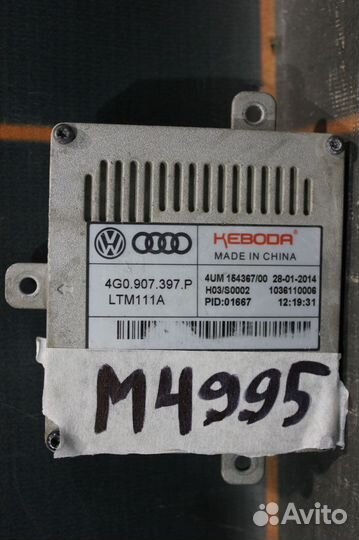 KEBODA
MADE IN CHINA
4G0.907.397.P
LTM111A
4UM 154367/00 28-01-2014
H03/S0002 1036110006
PID:01667 12:19:31
M4995
Avito